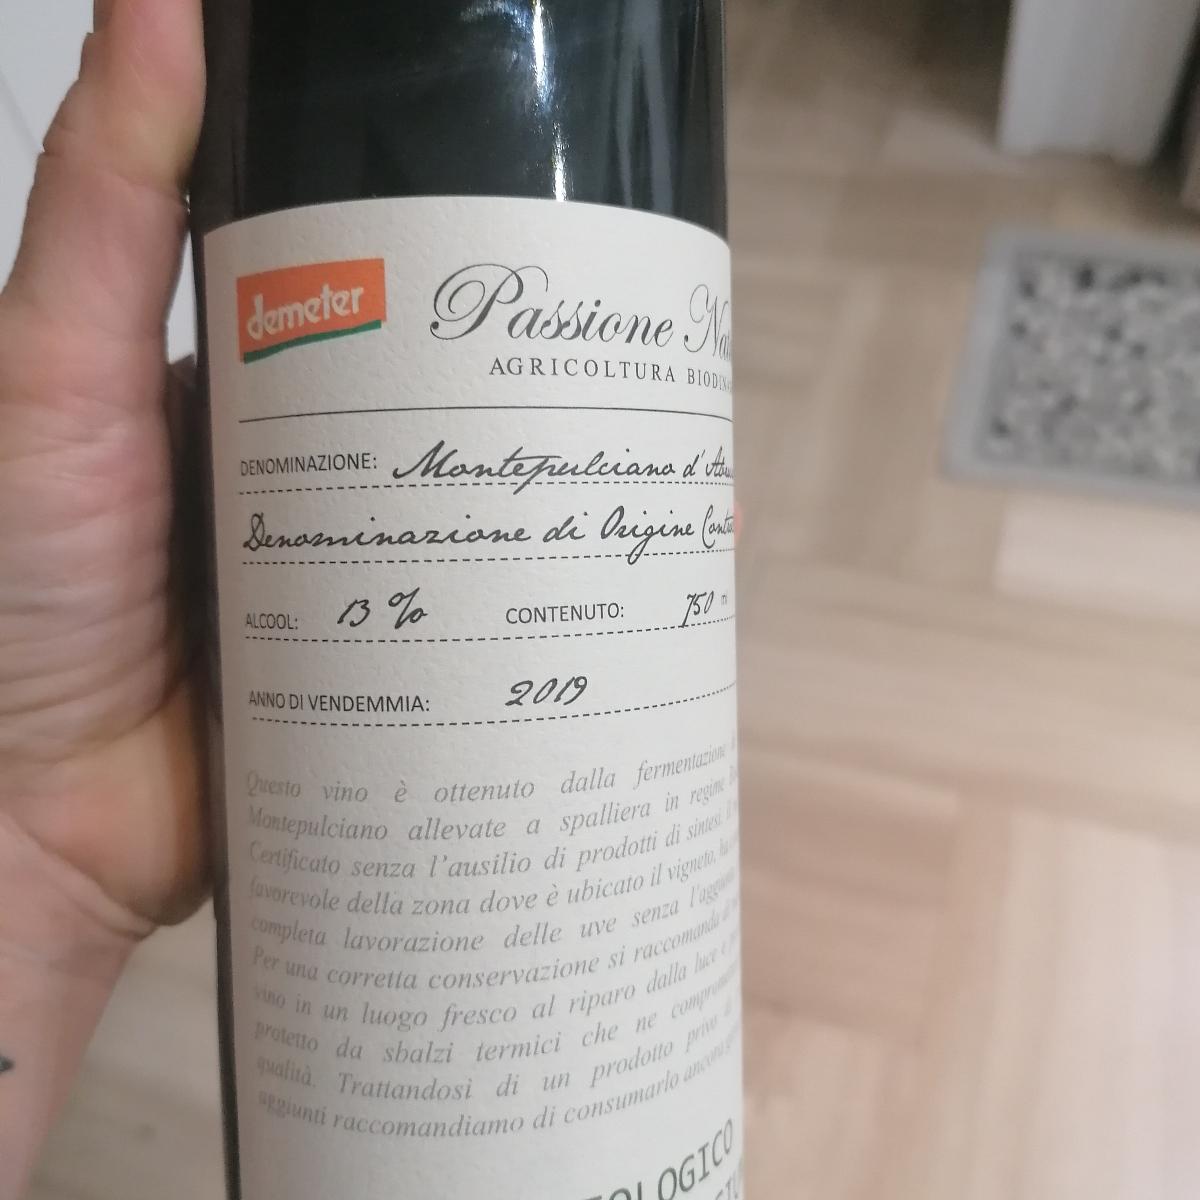 demeter
Passione
AGRICOLTURA
DENOMINAZIONE: Montepulciano
Denominazione di Origine
ALCOOL: 13 % CONTENUTO: 750 ml
ANNO DI VENDEMMIA: 2019
Questo vino è ottenuto dalla fermentazione
Montepulciano allevate a spalliera in regime
Certificato senza l'ausilio di prodotti di sintesi. Il
favorevole della zona dove è ubicato il vigneto,
completa lavorazione delle uve senza
Per una corretta conservazione si raccomanda
vino in un luogo fresco al riparo dalla luce e
protetto da sbalzi termici che ne
qualità. Trattandosi di un prodotto privo
aggiunti raccomandiamo di consumarlo